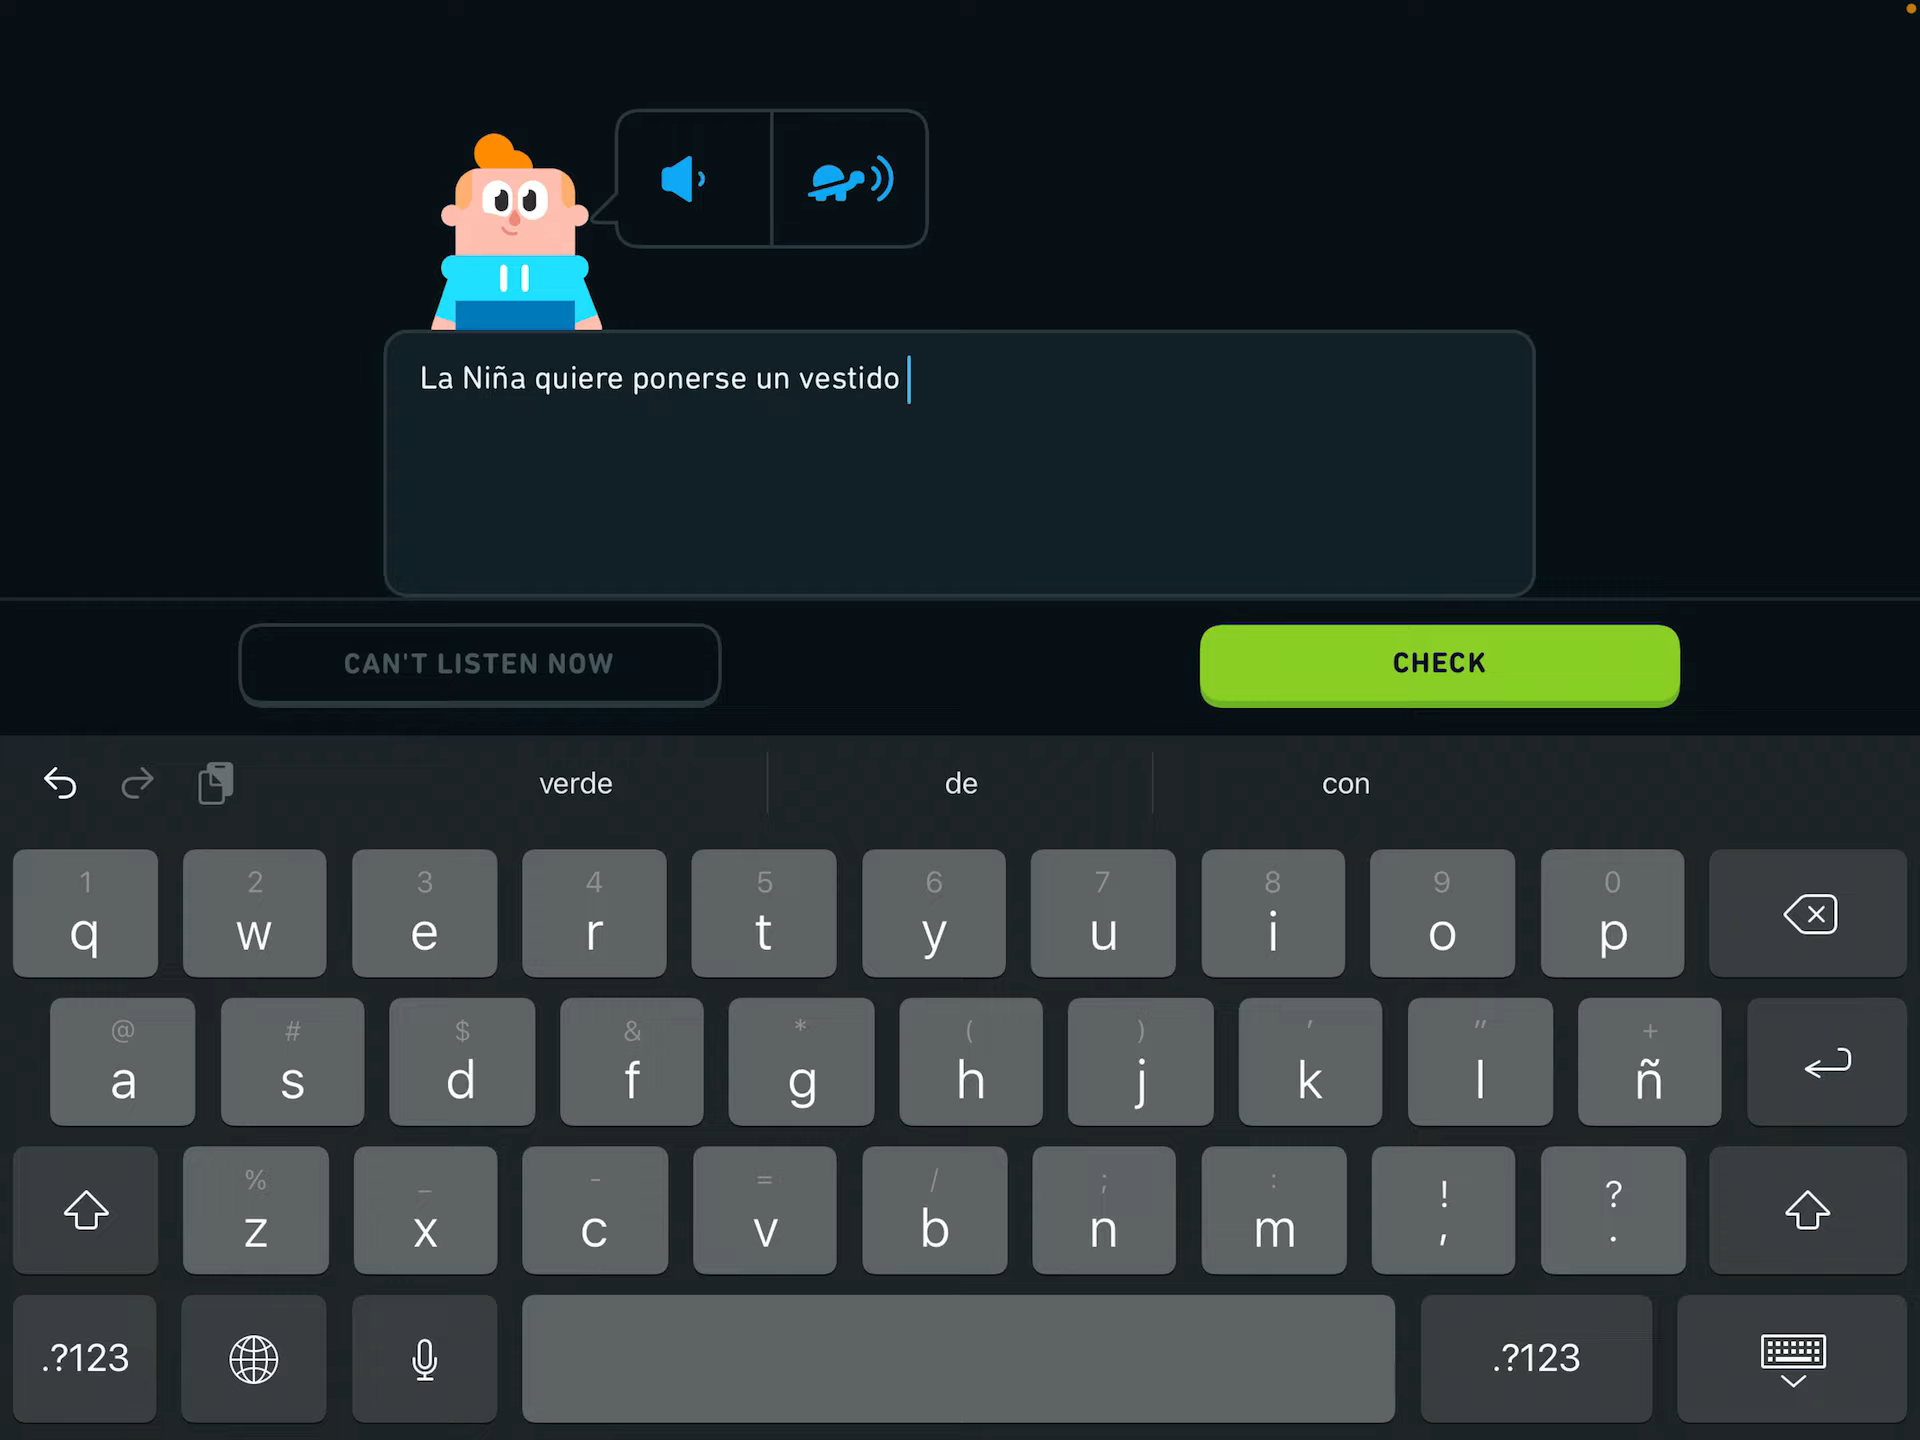 La Niña quiere ponerse un vestido
CAN'T LISTEN NOW
CHECK
verde de con
1 2 3 4 5 6 7 8 9 0
q w e r t y u i o p
@ # $ & * ( ) ' " +
a s d f g h j k l ñ
% _ - = / ; : ! ?
z x c v b n m , .
.?123 .?123